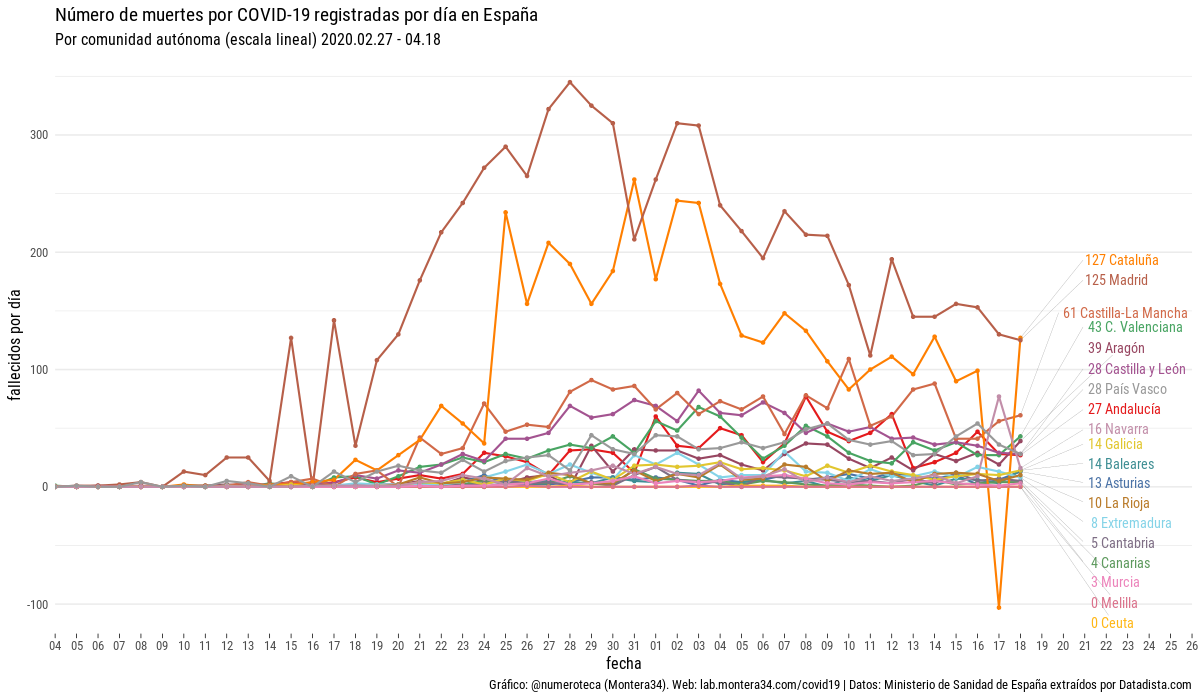 Número de muertes por COVID-19 registradas por día en España
Por comunidad autónoma (escala lineal) 2020.02.27 - 04.18
fallecidos por día
300
200
100
0
-100
127 Cataluña
125 Madrid
61 Castilla-La Mancha
43 C. Valenciana
39 Aragón
28 Castilla y León
28 País Vasco
27 Andalucía
16 Navarra
14 Galicia
14 Baleares
13 Asturias
10 La Rioja
8 Extremadura
5 Cantabria
4 Canarias
3 Murcia
0 Melilla
0 Ceuta
04 05 06 07 08 09 10 11 12 13 14 15 16 17 18 19 20 21 22 23 24 25 26 27 28 29 30 31 01 02 03 04 05 06 07 08 09 10 11 12 13 14 15 16 17 18 19 20 21 22 23 24 25 26
fecha
Gráfico: @numeroteca (Montera34). Web: lab.montera34.com/covid19 | Datos: Ministerio de Sanidad de España extraídos por Datadista.com